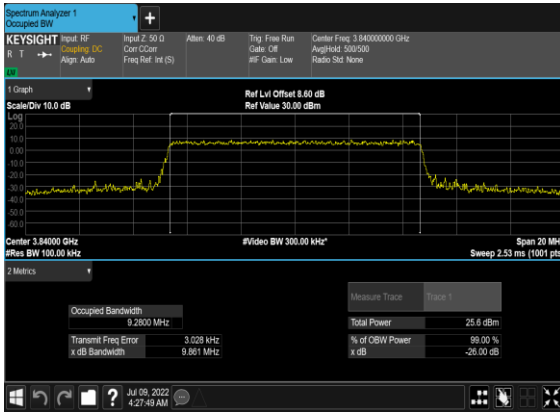 Spectrum Analyzer 1
Occupied BW
+
KEYSIGHT Input: RF Input Z: 50 Ω Atten: 40 dB Trig: Free Run Center Freq: 3.840000000 GHz
R T Coupling: DC Corr CCorr Gate: Off Avg|Hold: 500/500
Align: Auto Freq Ref: Int (S) #IF Gain: Low Radio Std: None
LW
1 Graph
Ref Lvl Offset 8.60 dB
Scale/Div 10.0 dB Ref Value 30.00 dBm
Log
20.0
10.0
0.00
-10.0
-20.0
-30.0
-40.0
-50.0
-60.0
Center 3.84000 GHz #Video BW 300.00 kHz* Span 20 MH
#Res BW 100.00 kHz Sweep 2.53 ms (1001 pts
2 Metrics
Measure Trace Trace 1
Occupied Bandwidth
9.2800 MHz Total Power 25.6 dBm
Transmit Freq Error 3.028 kHz % of OBW Power 99.00 %
x dB Bandwidth 9.861 MHz x dB -26.00 dB
? Jul 09, 2022
4:27:49 AM